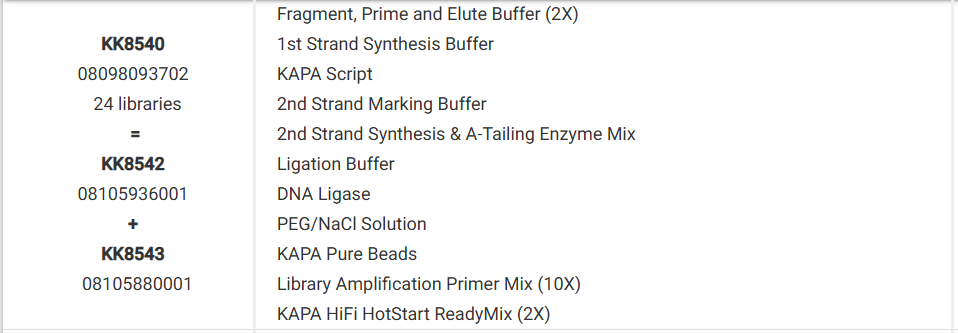 KK8540
08098093702
24 libraries
=
KK8542
08105936001
+
KK8543
08105880001
Fragment, Prime and Elute Buffer (2X)
1st Strand Synthesis Buffer
KAPA Script
2nd Strand Marking Buffer
2nd Strand Synthesis & A-Tailing Enzyme Mix
Ligation Buffer
DNA Ligase
PEG/NaCl Solution
KAPA Pure Beads
Library Amplification Primer Mix (10X)
KAPA HiFi HotStart ReadyMix (2X)